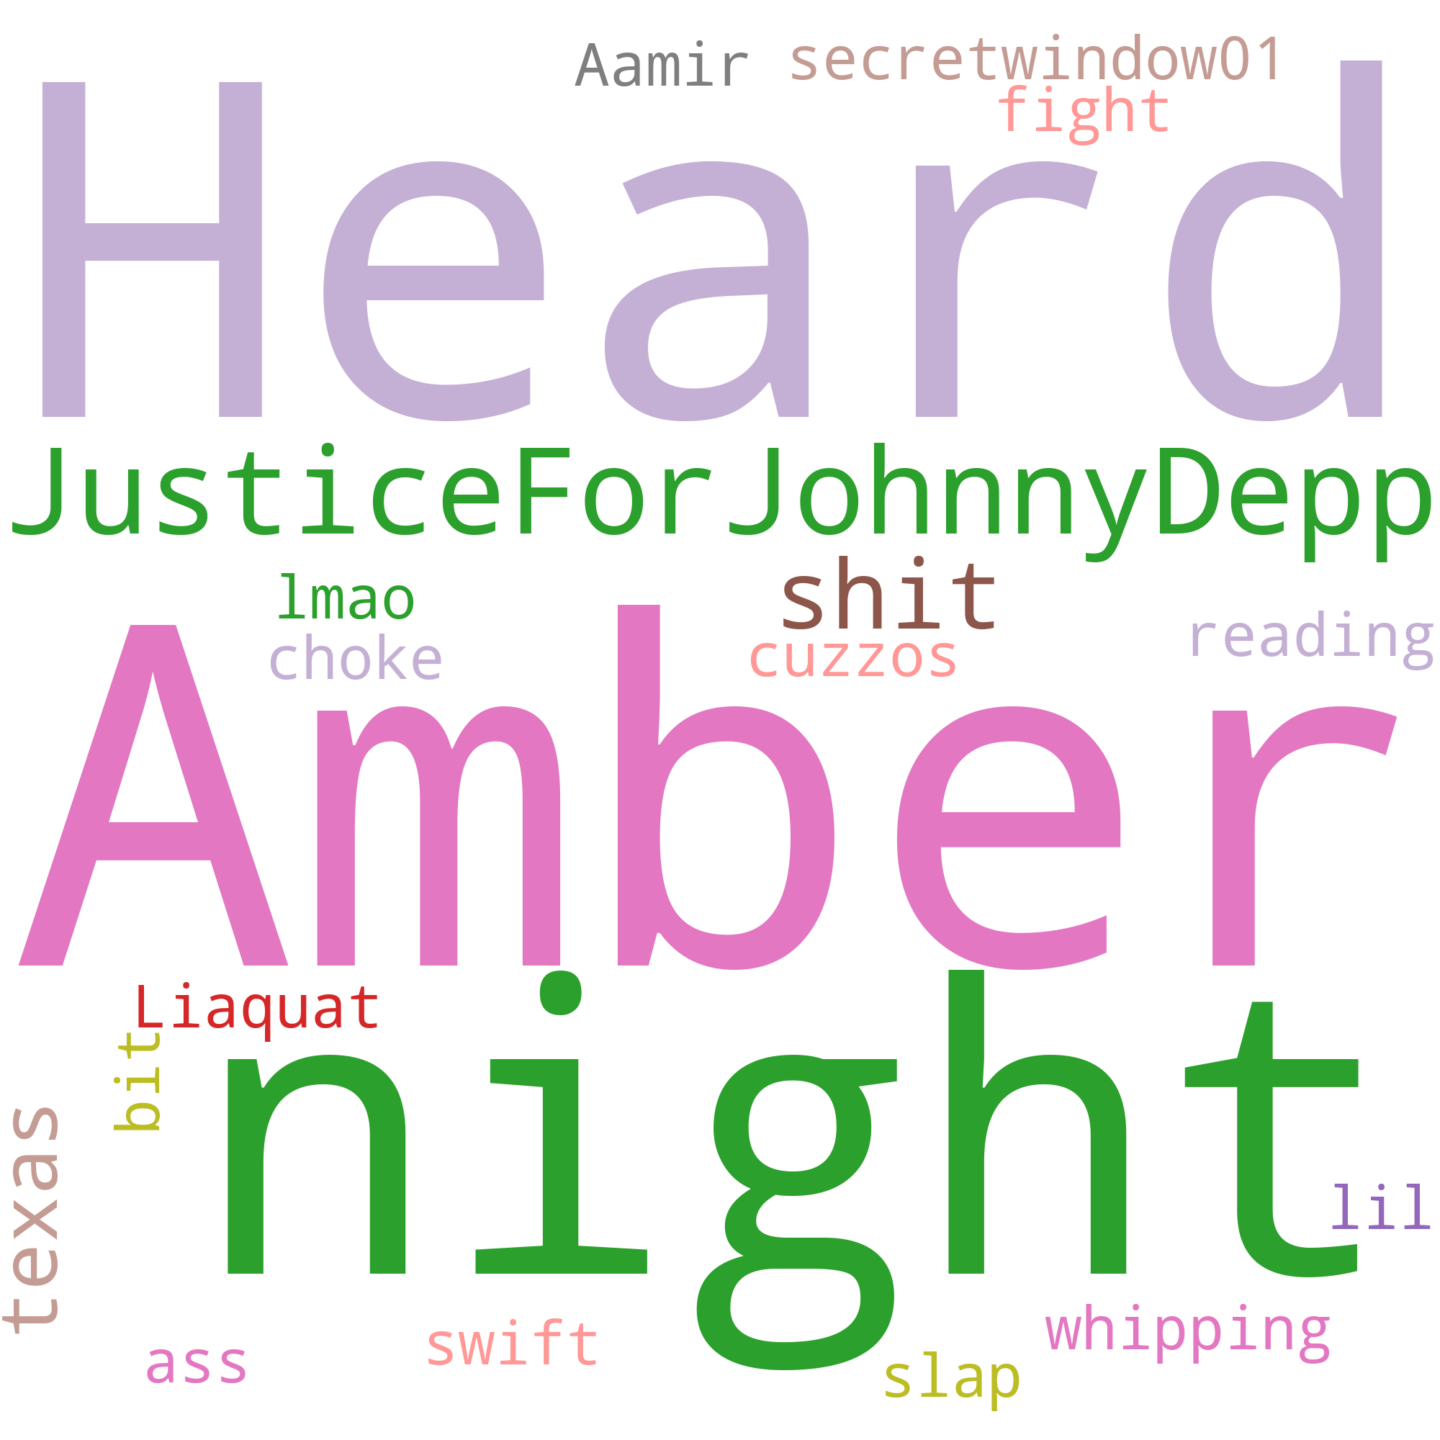 Aamir secretwindow01
fight
Heard
JusticeForJohnnyDepp
lmao shit
choke cuzzos reading
Amber
Liaquat
bit
night
texas
lil
ass swift slap whipping